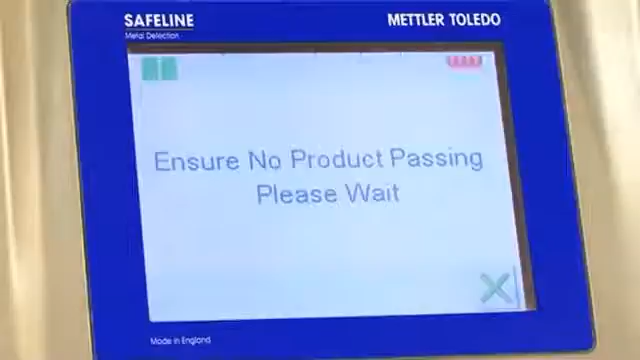 SAFELINE
Metal Detection
METTLER TOLEDO
Ensure No Product Passing
Please Wait
Made in England